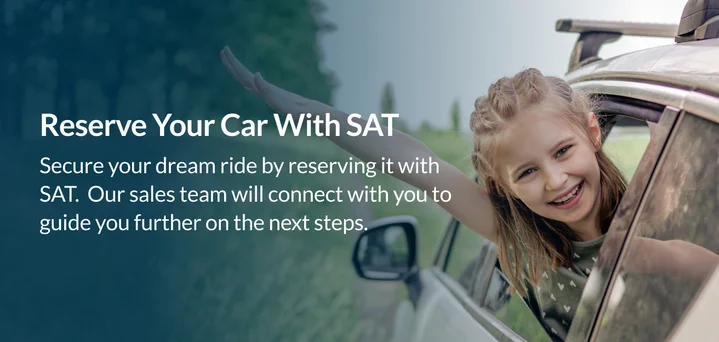 Reserve Your Car With SAT
Secure your dream ride by reserving it with
SAT.  Our sales team will connect with you to
guide you further on the next steps.